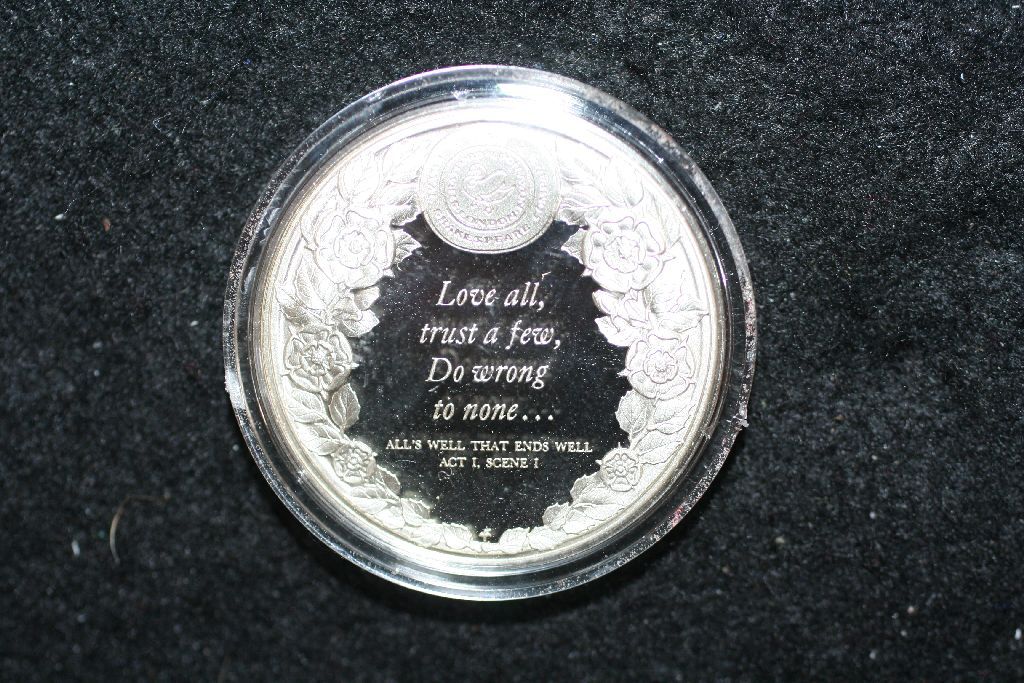 Love all,
trust a few,
Do wrong
to none...
ALL'S WELL THAT ENDS WELL
ACT I, SCENE I